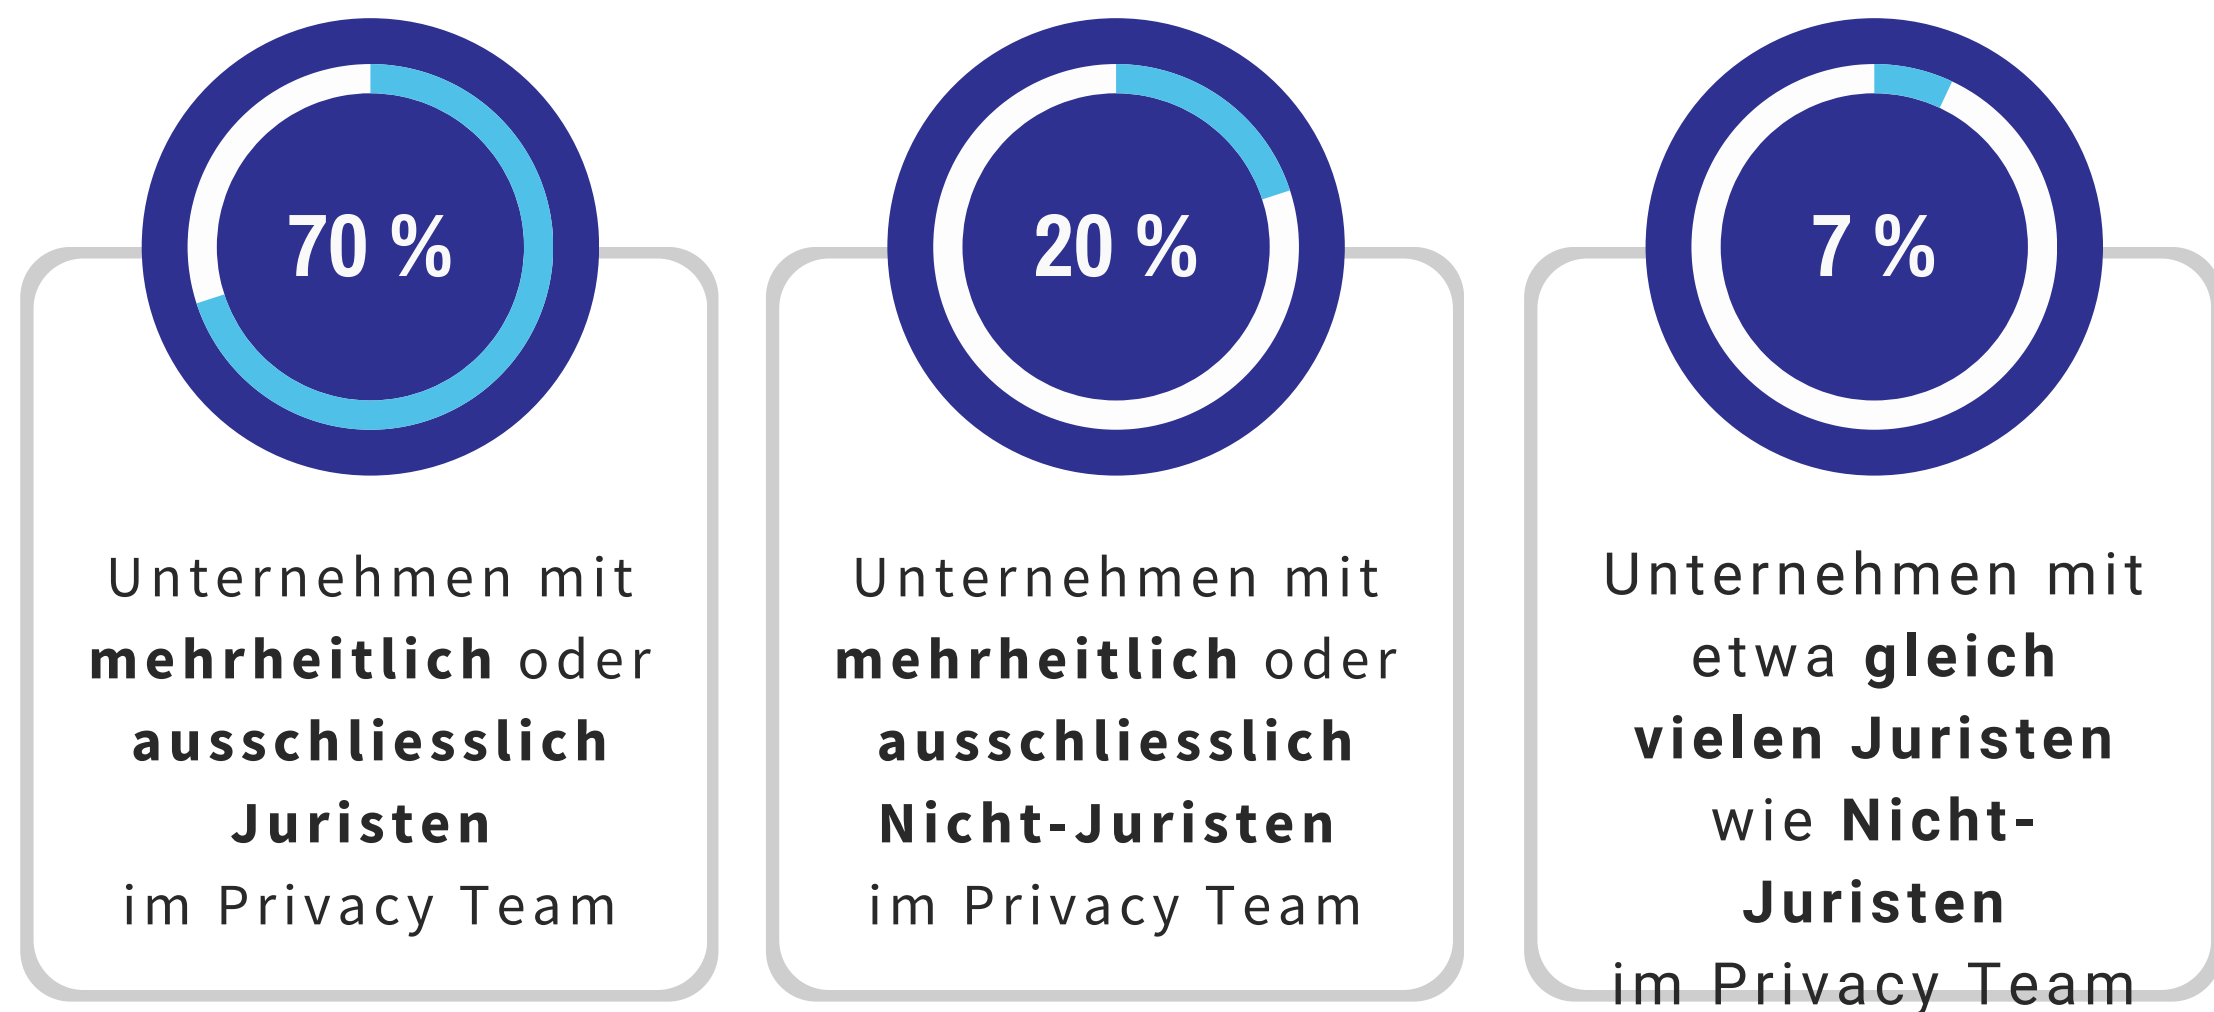 70 %
Unternehmen mit
mehrheitlich oder
ausschliesslich
Juristen
im Privacy Team
20 %
Unternehmen mit
mehrheitlich oder
ausschliesslich
Nicht-Juristen
im Privacy Team
7 %
Unternehmen mit
etwa gleich
vielen Juristen
wie Nicht-
Juristen
im Privacy Team